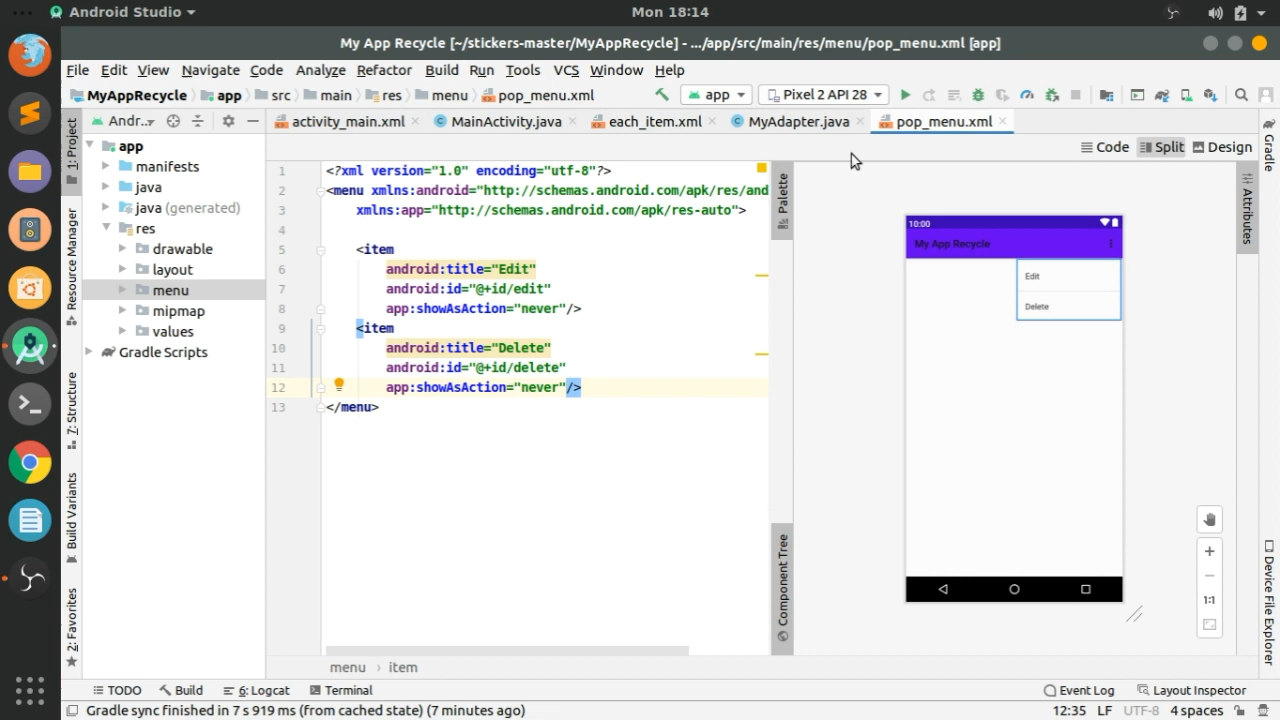 Android Studio
Mon 18:14
My App Recycle [~/stickers-master/MyAppRecycle] - .../app/src/main/res/menu/pop_menu.xml [app]
File Edit View Navigate Code Analyze Refactor Build Run Tools VCS Window Help
MyAppRecycle app src main res menu pop_menu.xml app Pixel 2 API 28
Andr.. activity_main.xml MainActivity.java each_item.xml MyAdapter.java pop_menu.xml
Code Split Design
1: Project
Resource Manager
7: Structure
Build Variants
2: Favorites
app
manifests
java
java (generated)
res
drawable
layout
menu
mipmap
values
Gradle Scripts
1 <?xml version="1.0" encoding="utf-8"?>
2 <menu xmlns:android="http://schemas.android.com/apk/res/and
3 xmlns:app="http://schemas.android.com/apk/res-auto">
4
5 <item
6 android:title="Edit"
7 android:id="@+id/edit"
8 app:showAsAction="never"/>
9 <item
10 android:title="Delete"
11 android:id="@+id/delete"
12 app:showAsAction="never"/>
13 </menu>
menu › item
Palette
Component Tree
10:00
My App Recycle
Edit
Delete
1:1
Attributes
Gradle
Device File Explorer
TODO Build 6: Logcat Terminal Event Log Layout Inspector
Gradle sync finished in 7 s 919 ms (from cached state) (7 minutes ago) 12:35 LF UTF-8 4 spaces